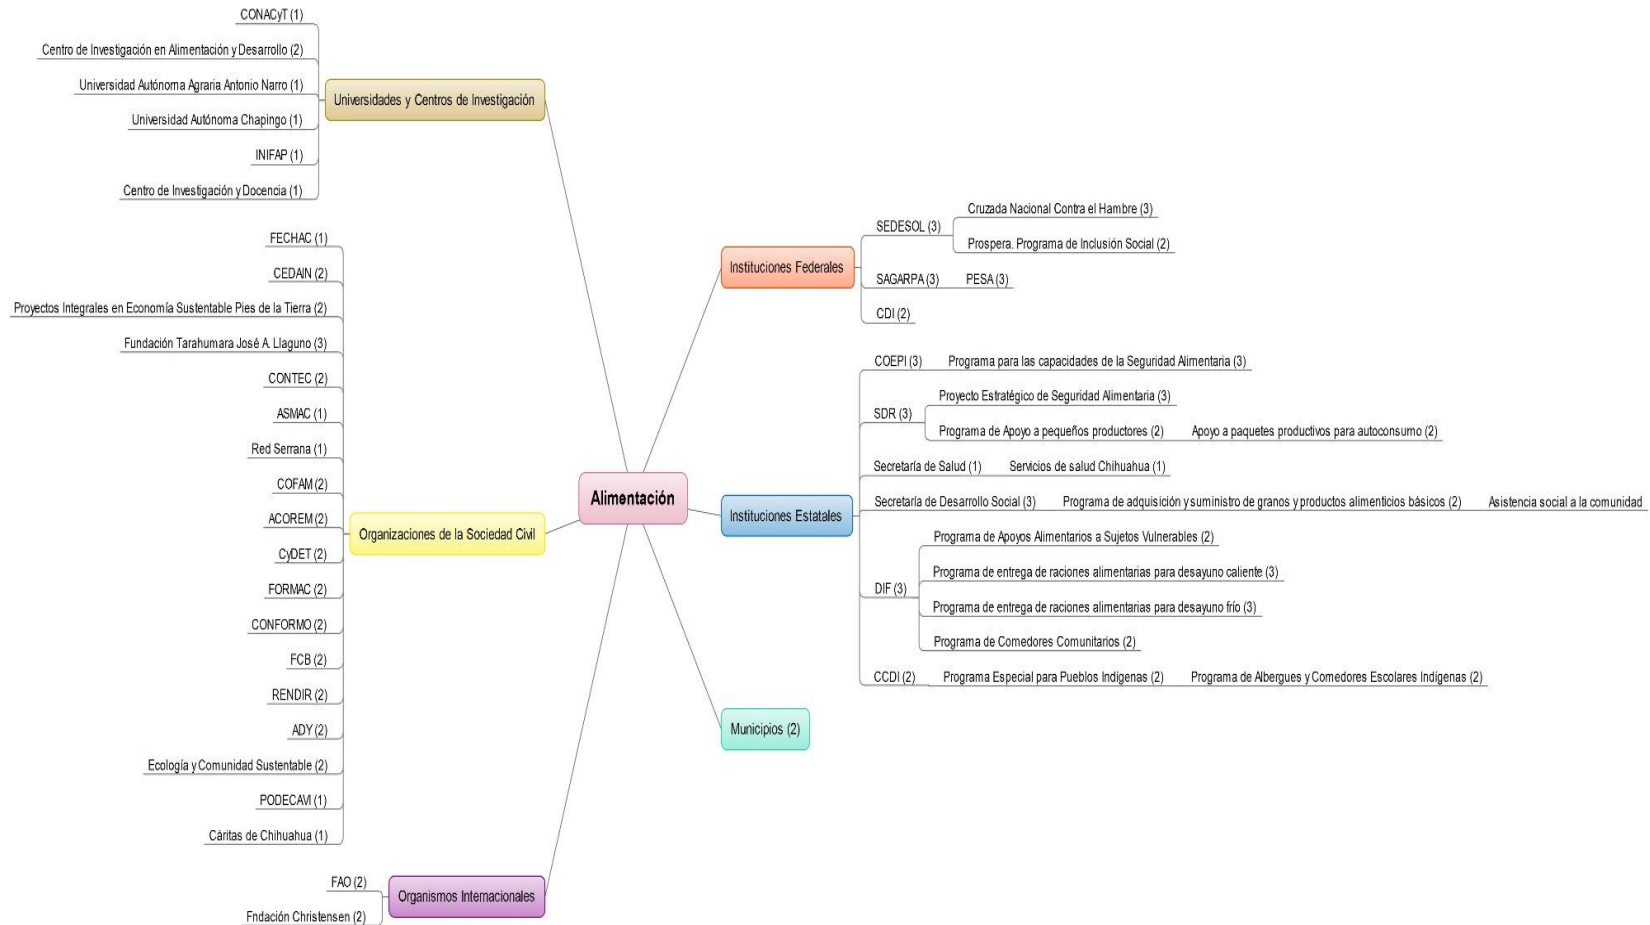 CONACyT (1)
Centro de Investigación en Alimentación y Desarrollo (2)
Universidad Autónoma Agraria Antonio Narro (1)
Universidad Autónoma Chapingo (1)
INIFAP (1)
Centro de Investigación y Docencia (1)
Universidades y Centros de Investigación
FECHAC (1)
CEDAIN (2)
Proyectos Integrales en Economía Sustentable Pies de la Tierra (2)
Fundación Tarahumara José A. Llaguno (3)
CONTEC (2)
ASMAC (1)
Red Serrana (1)
COFAM (2)
ACOREM (2)
CyDET (2)
FORMAC (2)
CONFORMO (2)
FCB (2)
RENDIR (2)
ADY (2)
Ecología y Comunidad Sustentable (2)
PODECAVI (1)
Cáritas de Chihuahua (1)
Organizaciones de la Sociedad Civil
FAO (2)
Fndación Christensen (2)
Organismos Internacionales
Alimentación
Instituciones Federales
SEDESOL (3)
Cruzada Nacional Contra el Hambre (3)
Prospera. Programa de Inclusión Social (2)
SAGARPA (3)
PESA (3)
CDI (2)
Instituciones Estatales
COEPI (3)
Programa para las capacidades de la Seguridad Alimentaria (3)
SDR (3)
Proyecto Estratégico de Seguridad Alimentaria (3)
Programa de Apoyo a pequeños productores (2)
Apoyo a paquetes productivos para autoconsumo (2)
Secretaría de Salud (1)
Servicios de salud Chihuahua (1)
Secretaría de Desarrollo Social (3)
Programa de adquisición y suministro de granos y productos alimenticios básicos (2)
Asistencia social a la comunidad
DIF (3)
Programa de Apoyos Alimentarios a Sujetos Vulnerables (2)
Programa de entrega de raciones alimentarias para desayuno caliente (3)
Programa de entrega de raciones alimentarias para desayuno frío (3)
Programa de Comedores Comunitarios (2)
CCDI (2)
Programa Especial para Pueblos Indígenas (2)
Programa de Albergues y Comedores Escolares Indígenas (2)
Municipios (2)